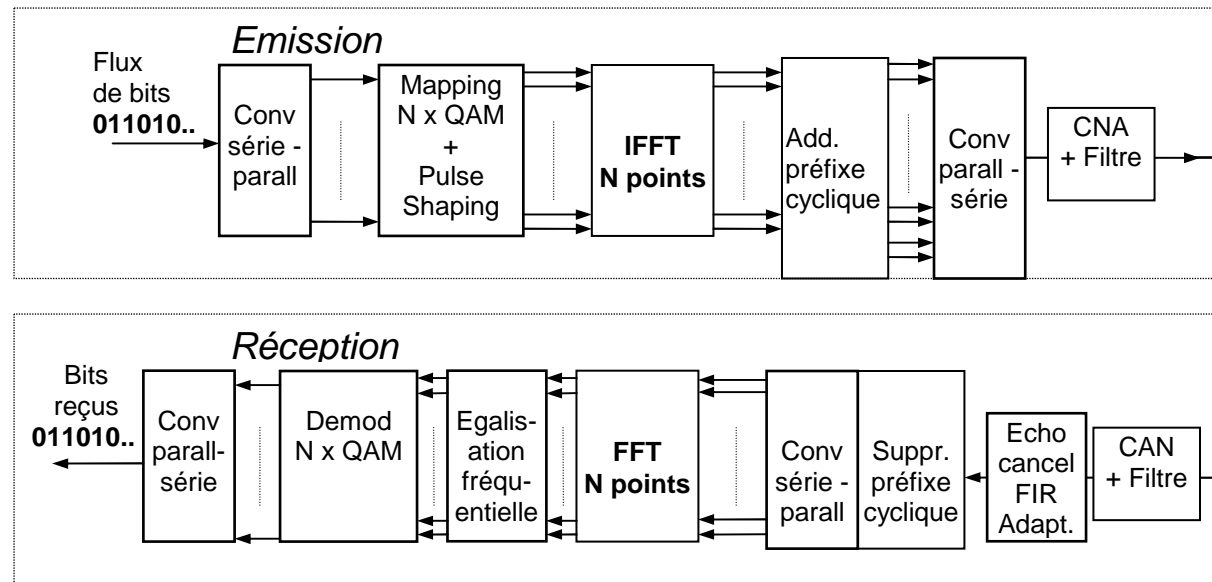 Emission
Flux
de bits
011010..
Conv
série -
parall
Mapping
N x QAM
+
Pulse
Shaping
IFFT
N points
Add.
préfixe
cyclique
Conv
parall -
série
CNA
+ Filtre
Réception
Bits
reçus
011010..
Conv
parall-
série
Demod
N x QAM
Egalis-
ation
fréqu-
entielle
FFT
N points
Conv
série -
parall
Suppr.
préfixe
cyclique
Echo
cancel
FIR
Adapt.
CAN
+ Filtre